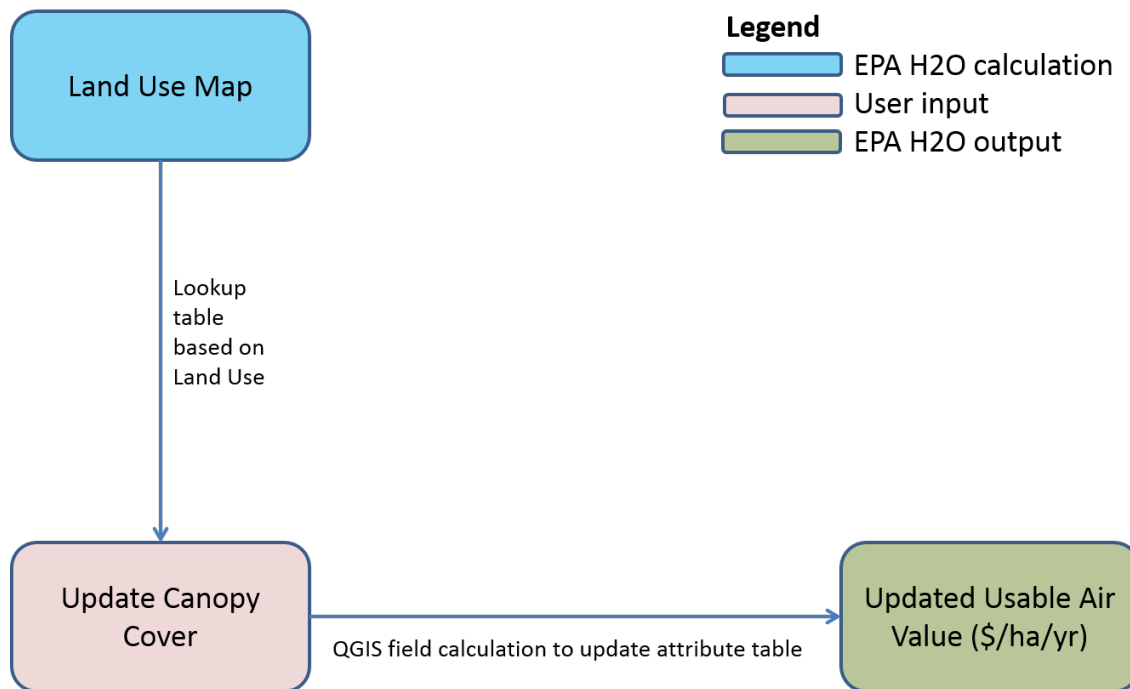 Land Use Map
Legend
EPA H2O calculation
User input
EPA H2O output
Lookup
table
based on
Land Use
Update Canopy
Cover
QGIS field calculation to update attribute table
Updated Usable Air
Value ($/ha/yr)